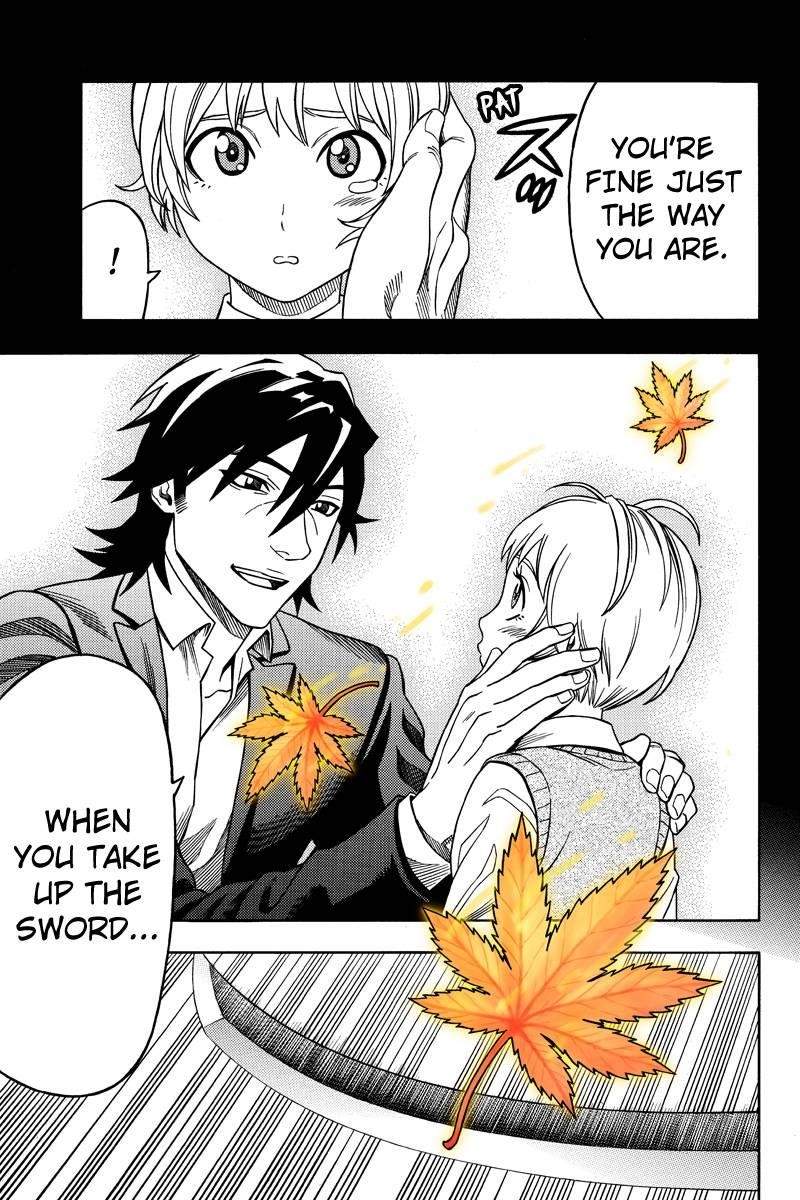 YOU'RE
FINE JUST
THE WAY
YOU ARE.
PAT
ス
!
WHEN
YOU TAKE
UP THE
SWORD...